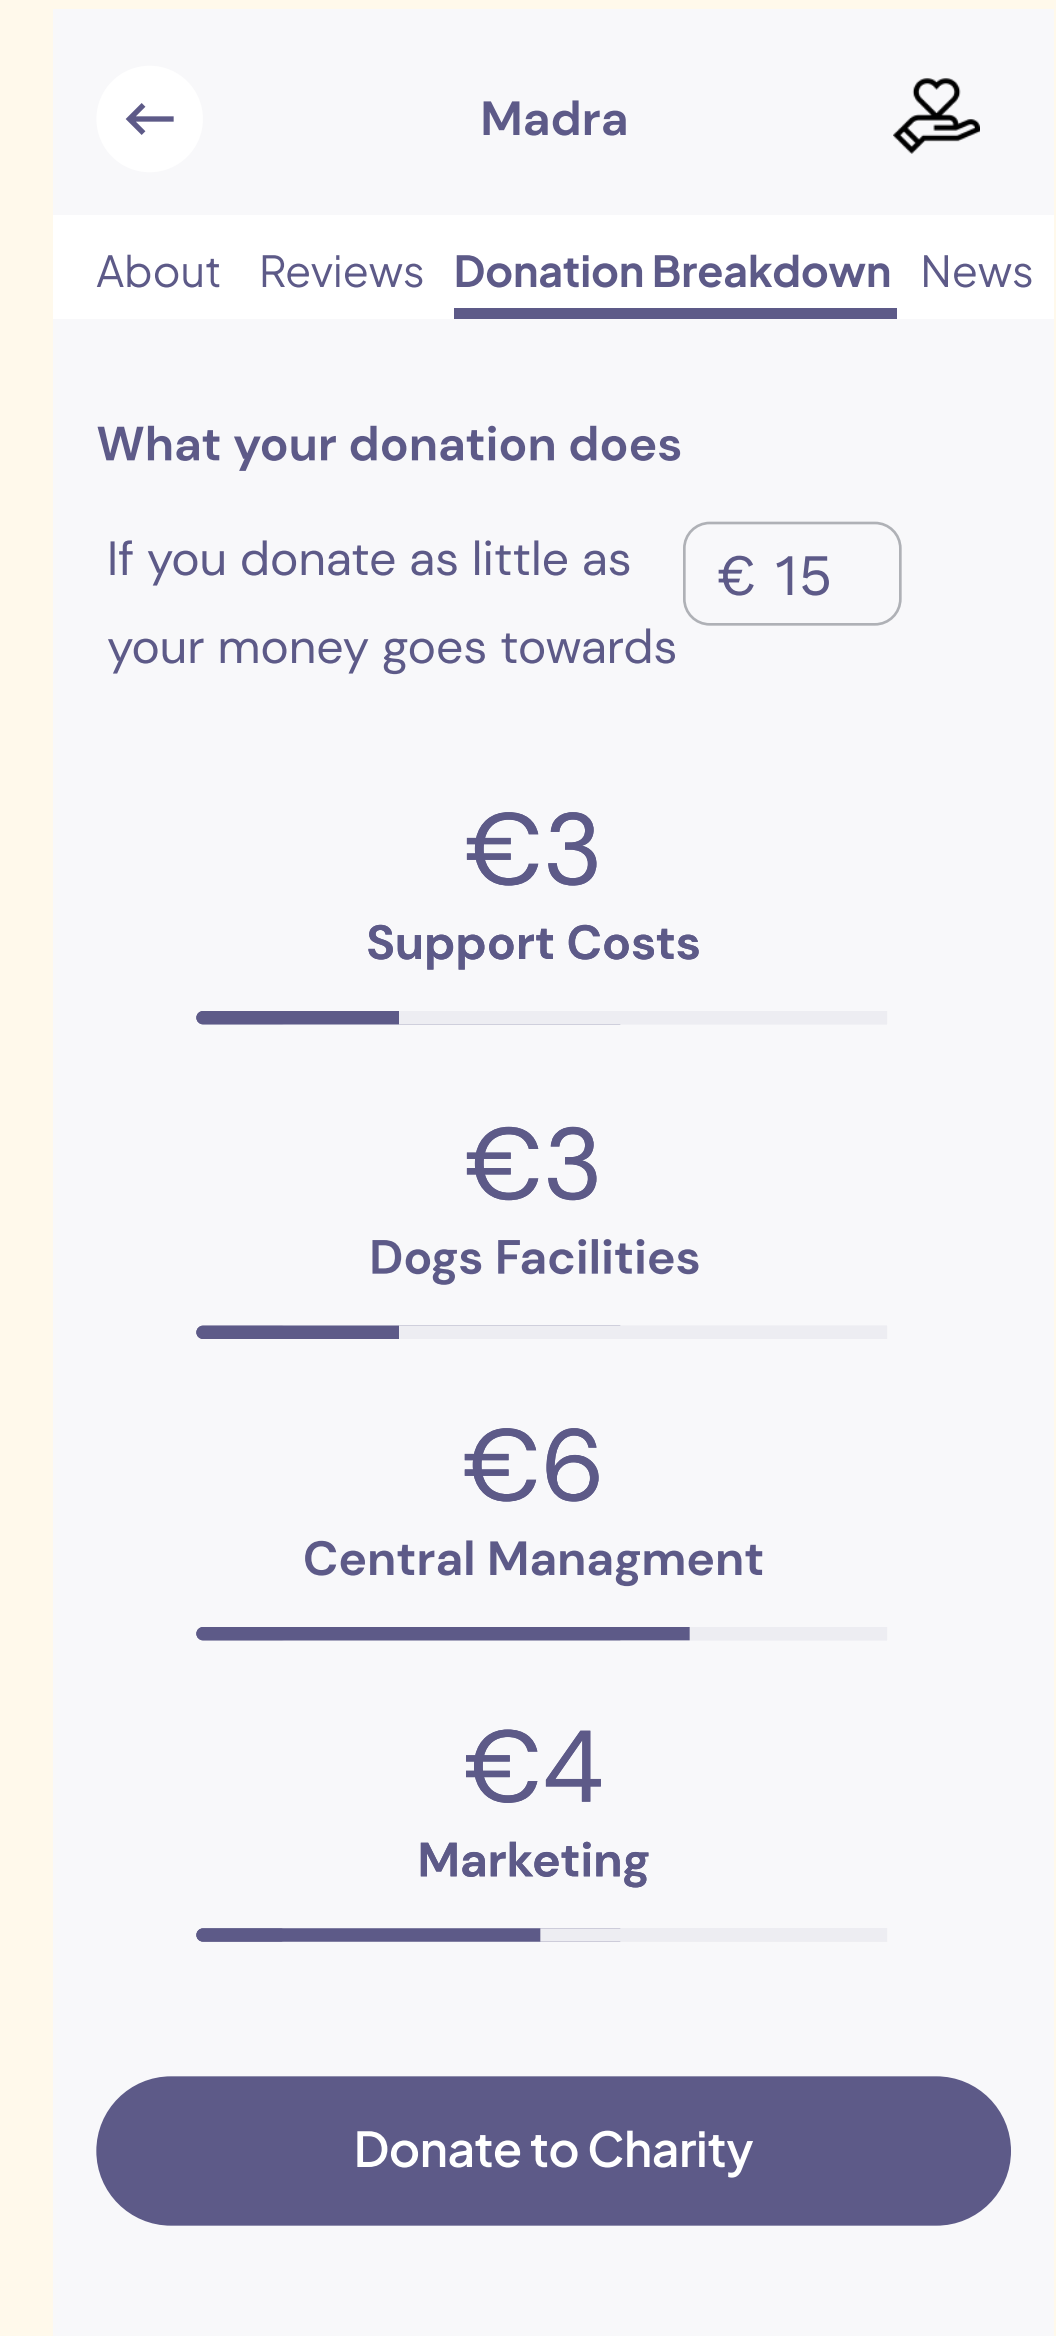 Madra
About Reviews Donation Breakdown News
What your donation does
If you donate as little as € 15
your money goes towards
€3
Support Costs
€3
Dogs Facilities
€6
Central Managment
€4
Marketing
Donate to Charity